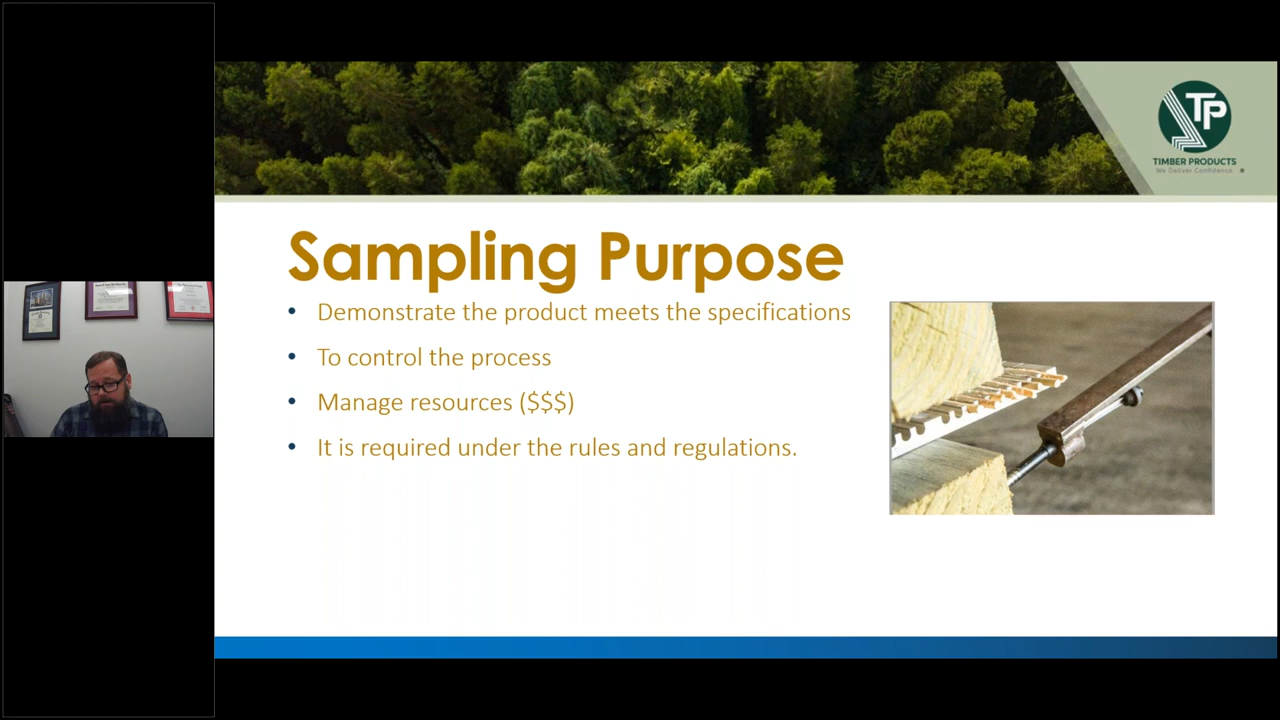 TP
TIMBER PRODUCTS
We Deliver Confidence.
Sampling Purpose
• Demonstrate the product meets the specifications
• To control the process
• Manage resources ($$$)
• It is required under the rules and regulations.